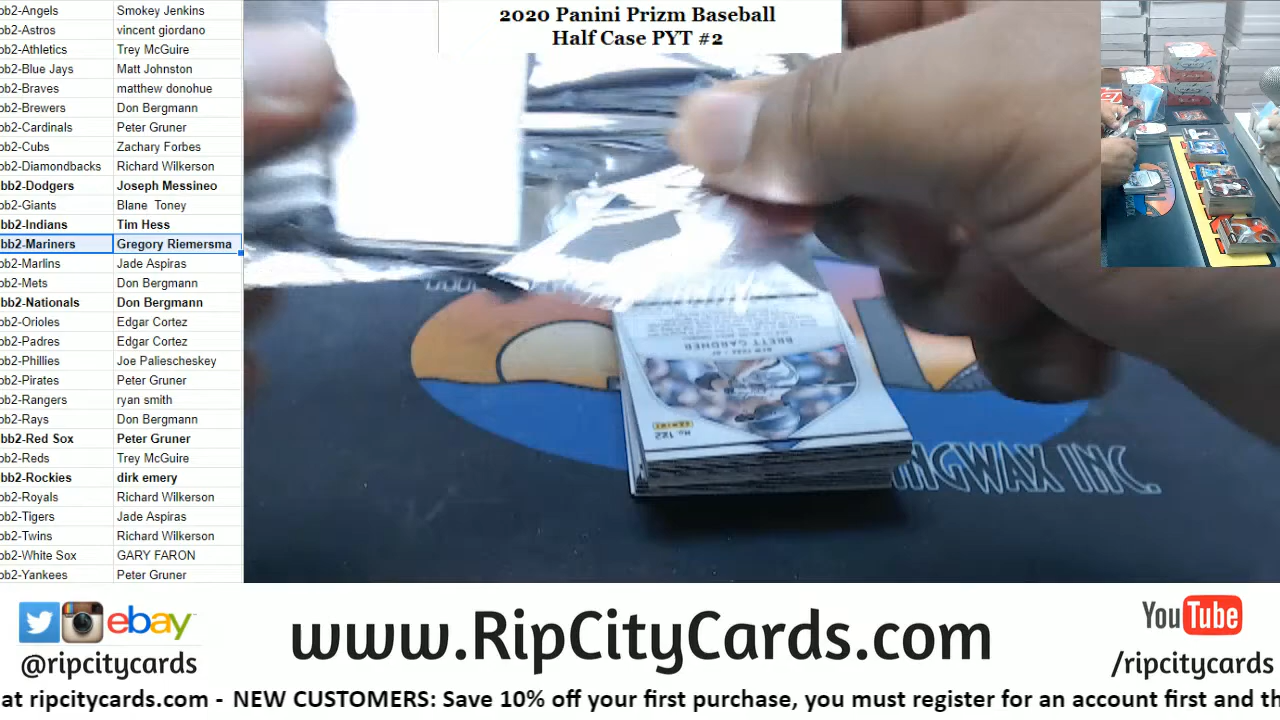 2020 Panini Prizm Baseball
Half Case PYT #2
bb2-Angels Smokey Jenkins
bb2-Astros vincent giordano
bb2-Athletics Trey McGuire
bb2-Blue Jays Matt Johnston
bb2-Braves matthew donohue
bb2-Brewers Don Bergmann
bb2-Cardinals Peter Gruner
bb2-Cubs Zachary Forbes
bb2-Diamondbacks Richard Wilkerson
bb2-Dodgers Joseph Messineo
bb2-Giants Blane Toney
bb2-Indians Tim Hess
bb2-Mariners Gregory Riemersma
bb2-Marlins Jade Aspiras
bb2-Mets Don Bergmann
bb2-Nationals Don Bergmann
bb2-Orioles Edgar Cortez
bb2-Padres Edgar Cortez
bb2-Phillies Joe Paliescheskey
bb2-Pirates Peter Gruner
bb2-Rangers ryan smith
bb2-Rays Don Bergmann
bb2-Red Sox Peter Gruner
bb2-Reds Trey McGuire
bb2-Rockies dirk emery
bb2-Royals Richard Wilkerson
bb2-Tigers Jade Aspiras
bb2-Twins Richard Wilkerson
bb2-White Sox GARY FARON
bb2-Yankees Peter Gruner
BRETT GARDNER
No. 122
PANINI
NGWAX INC.
ebay
@ripcitycards
www.RipCityCards.com
YouTube
/ripcitycards
at ripcitycards.com - NEW CUSTOMERS: Save 10% off your first purchase, you must register for an account first and th